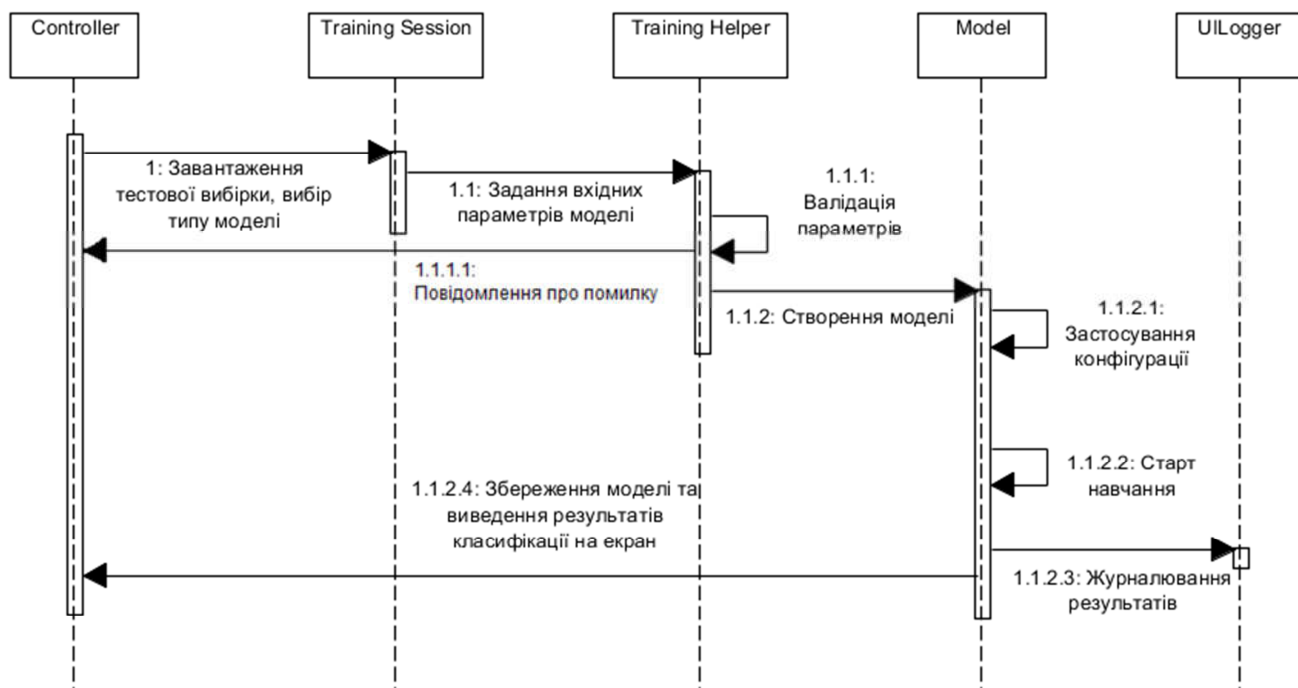 Controller
Training Session
Training Helper
Model
UILogger
1: Завантаження
тестової вибірки, вибір
типу моделі
1.1: Задання вхідних
параметрів моделі
1.1.1:
Валідація
параметрів
1.1.1.1:
Повідомлення про помилку
1.1.2: Створення моделі
1.1.2.1:
Застосування
конфігурації
1.1.2.2: Старт
навчання
1.1.2.4: Збереження моделі та
виведення результатів
класифікації на екран
1.1.2.3: Журналювання
результатів